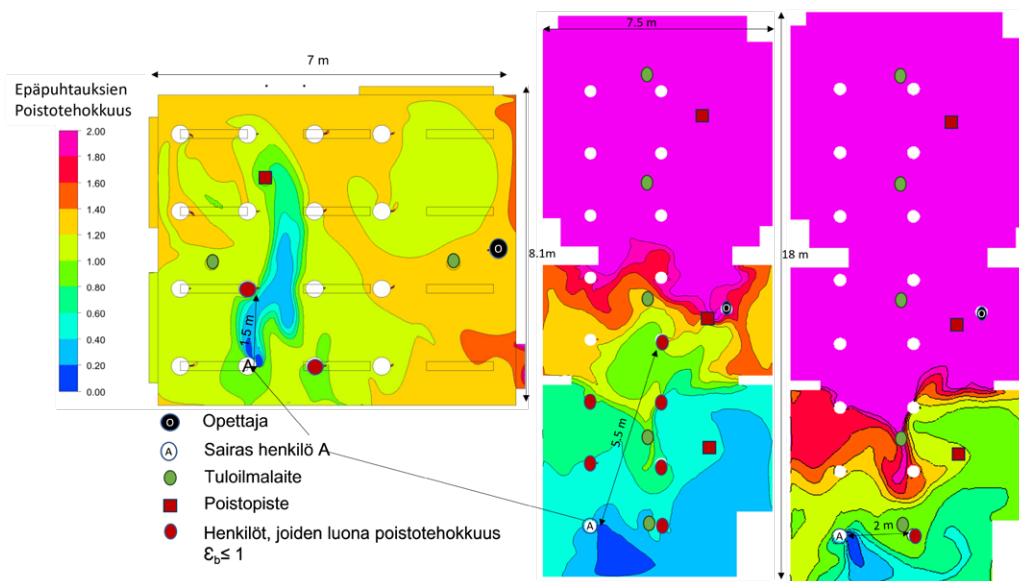 7 m
7.5 m
Epäpuhtauksien
Poistotehokkuus
2.00
1.80
1.60
1.40
1.20
1.00
0.80
0.60
0.40
0.20
0.00
O
8.1m
18 m
O
O
1.5 m
A
5.5 m
2 m
A
A
O Opettaja
A Sairas henkilö A
Tuloilmalaite
Poistopiste
Henkilöt, joiden luona poistotehokkuus
Ɛb≤ 1